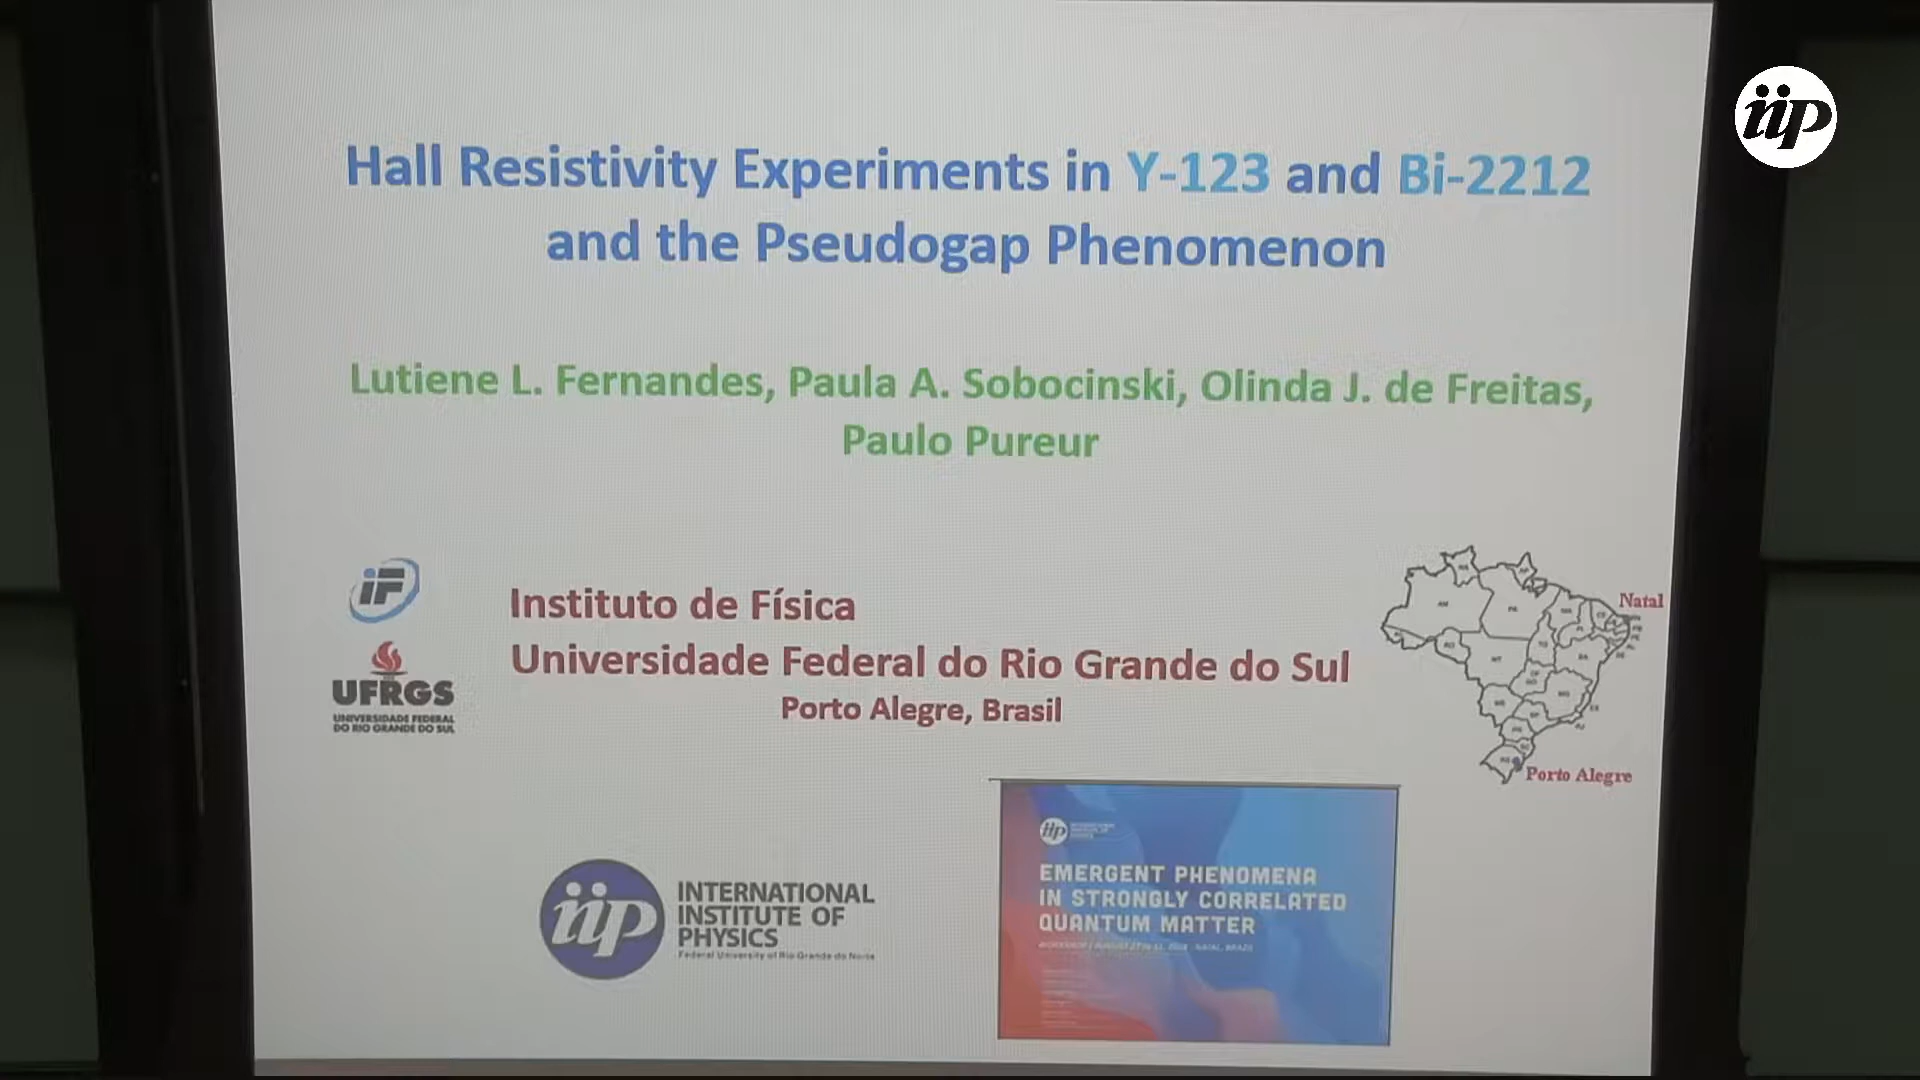 iip
Hall Resistivity Experiments in Y-123 and Bi-2212
and the Pseudogap Phenomenon
Lutiene L. Fernandes, Paula A. Sobocinski, Olinda J. de Freitas,
Paulo Pureur
iF
Instituto de Física
UFRGS
UNIVERSIDADE FEDERAL
DO RIO GRANDE DO SUL
Universidade Federal do Rio Grande do Sul
Porto Alegre, Brasil
Natal
Porto Alegre
iip
INTERNATIONAL
INSTITUTE OF
PHYSICS
Federal University of Rio Grande do Norte
iip
EMERGENT PHENOMENA
IN STRONGLY CORRELATED
QUANTUM MATTER